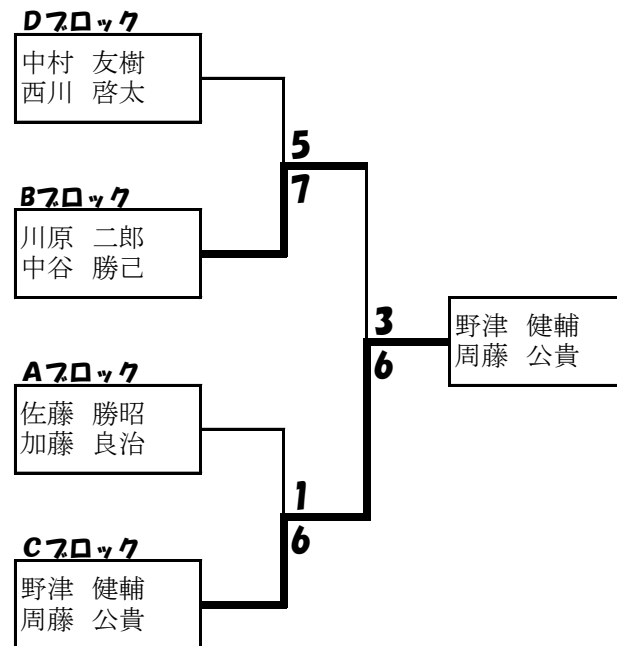 Dブロック
中村 友樹
西川 啓太
5
7
Bブロック
川原 二郎
中谷 勝己
3
6
野津 健輔
周藤 公貴
Aブロック
佐藤 勝昭
加藤 良治
1
6
Cブロック
野津 健輔
周藤 公貴